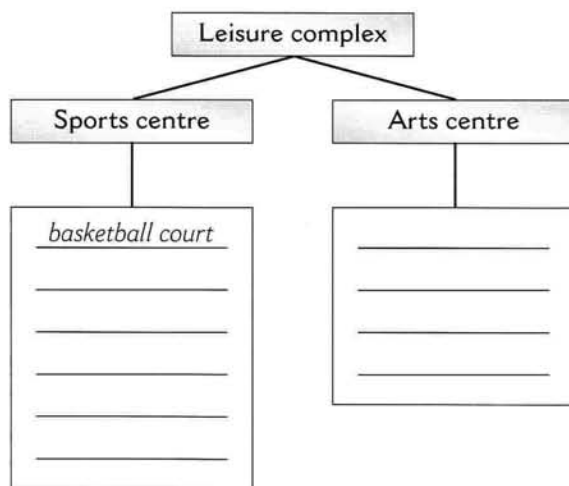 Leisure complex
Sports centre
Arts centre
basketball court